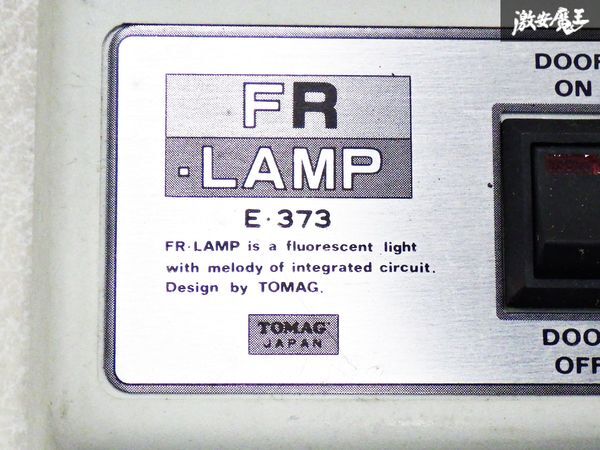 激安魔王
FR
·LAMP
E·373
FR·LAMP is a fluorescent light
with melody of integrated circuit.
Design by TOMAG.
TOMAG
JAPAN
DOOR
ON
DOO
OFF